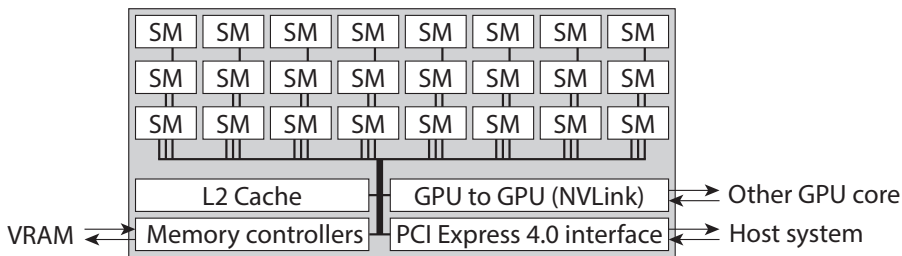 SM SM SM SM SM SM SM SM
SM SM SM SM SM SM SM SM
SM SM SM SM SM SM SM SM
L2 Cache GPU to GPU (NVLink) Other GPU core
VRAM Memory controllers PCI Express 4.0 interface Host system